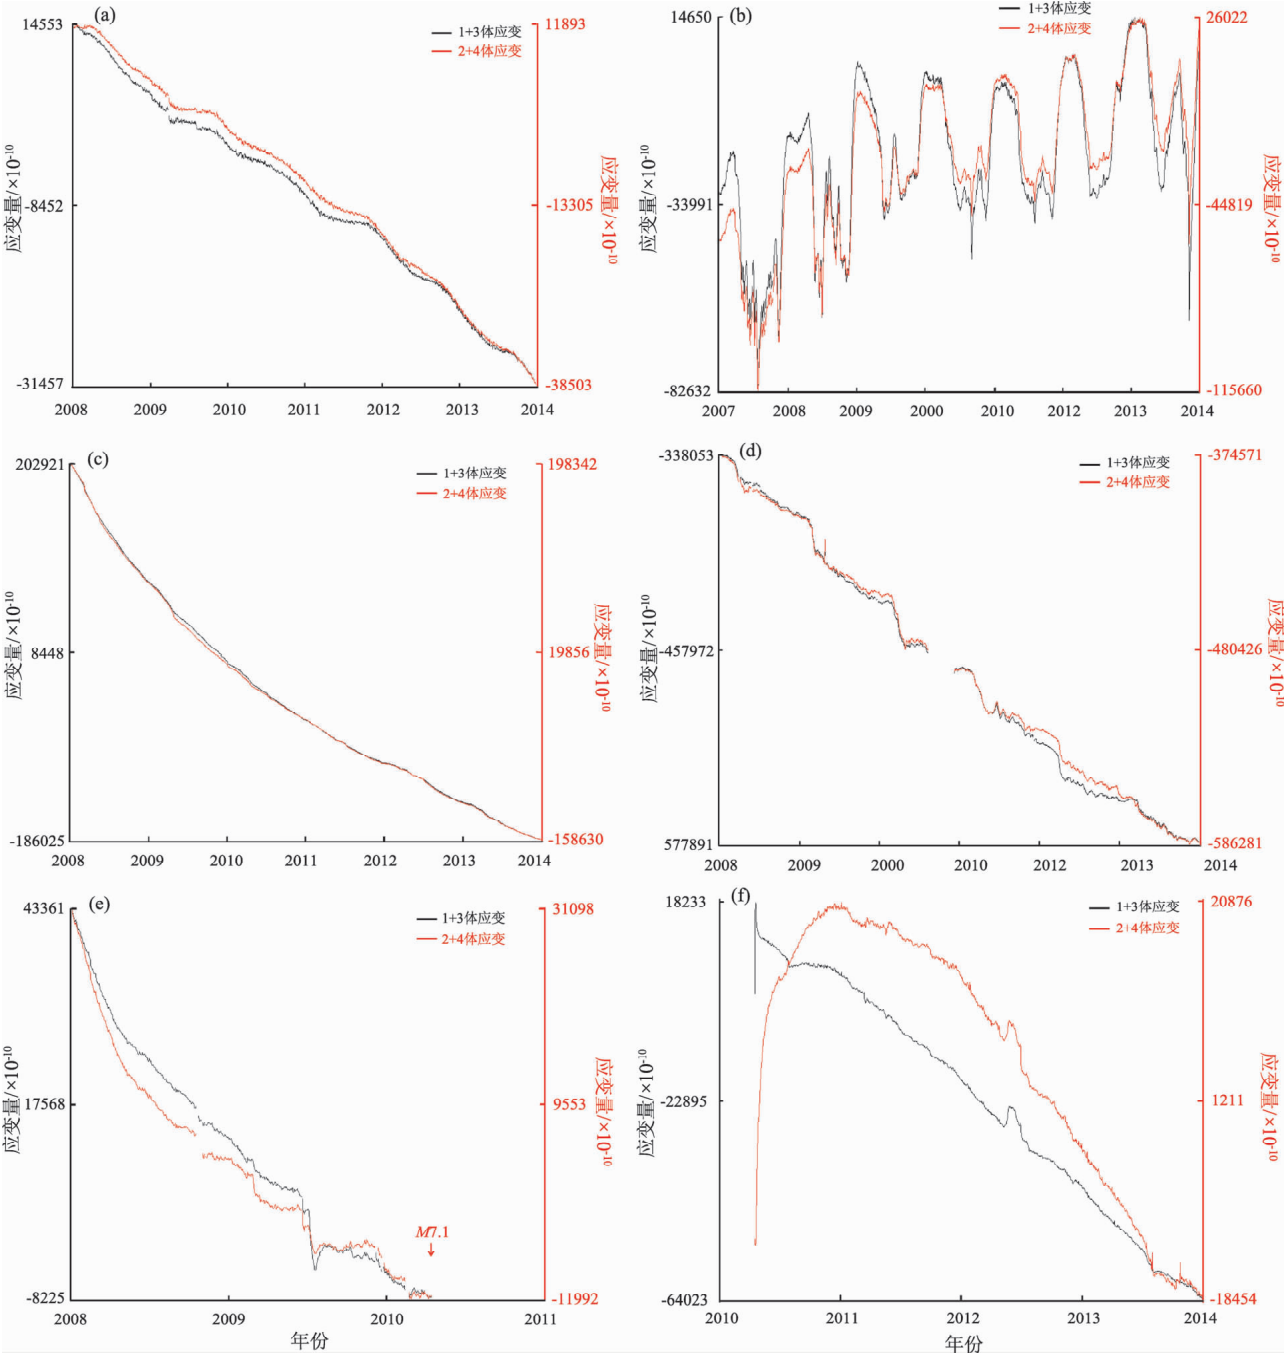 (a)
14553
-8452
-31457
应变量/×10⁻¹⁰
1+3体应变
2+4体应变
11893
-13305
-38503
应变量/×10⁻¹⁰
2008 2009 2010 2011 2012 2013 2014
(b)
14650
-33991
-82632
应变量/×10⁻¹⁰
1+3体应变
2+4体应变
26022
-44819
-115660
应变量/×10⁻¹⁰
2007 2008 2009 2000 2010 2012 2013 2014
(c)
202921
8448
-186025
应变量/×10⁻¹⁰
1+3体应变
2+4体应变
198342
19856
-158630
应变量/×10⁻¹⁰
2008 2009 2010 2011 2012 2013 2014
(d)
-338053
-457972
577891
应变量/×10⁻¹⁰
1+3体应变
2+4体应变
-374571
-480426
-586281
应变量/×10⁻¹⁰
2008 2009 2000 2010 2012 2013 2014
(e)
43361
17568
-8225
应变量/×10⁻¹⁰
1+3体应变
2+4体应变
M7.1
31098
9553
-11992
应变量/×10⁻¹⁰
2008 2009 2010 2011
年份
(f)
18233
-22895
-64023
应变量/×10⁻¹⁰
1+3体应变
2+4体应变
20876
1211
-18454
应变量/×10⁻¹⁰
2010 2011 2012 2013 2014
年份